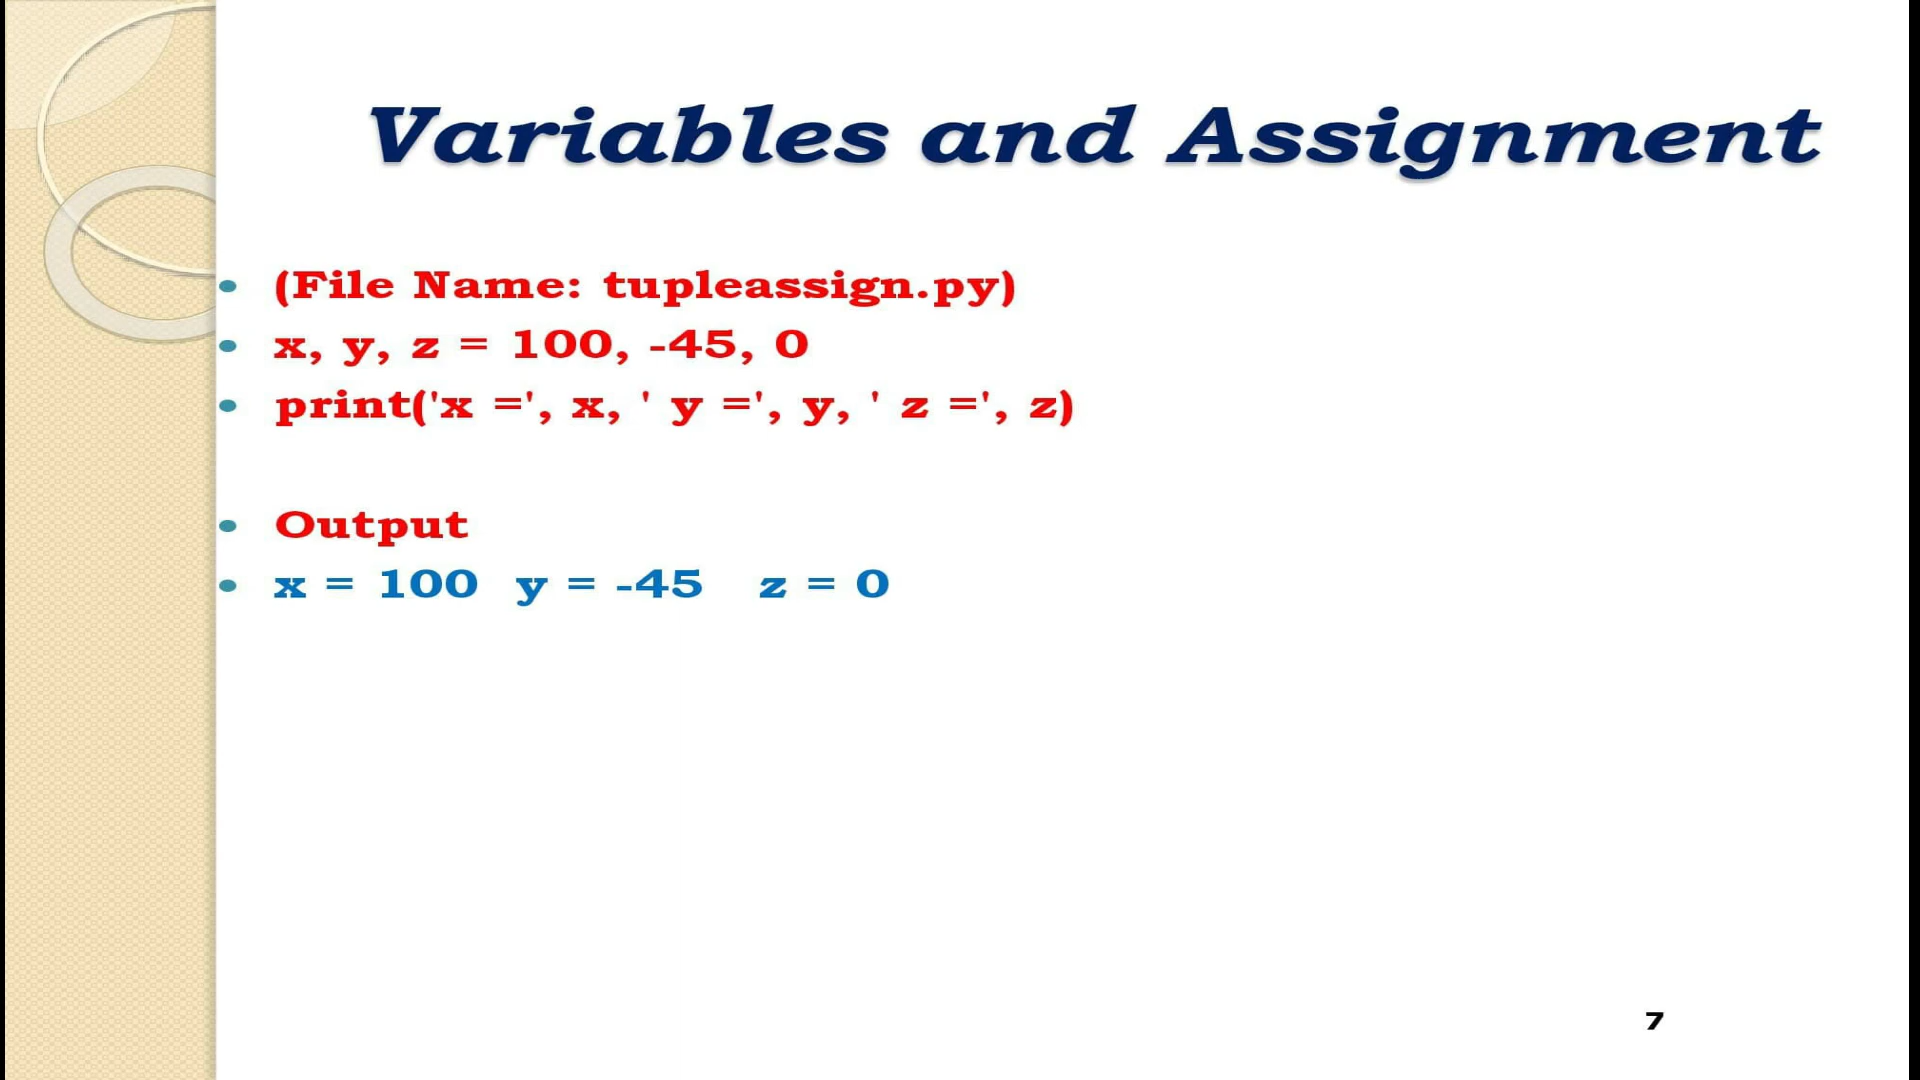 Variables and Assignment
• (File Name: tupleassign.py)
• x, y, z = 100, -45, 0
• print('x =', x, ' y =', y, ' z =', z)
• Output
• x = 100  y = -45   z = 0
7